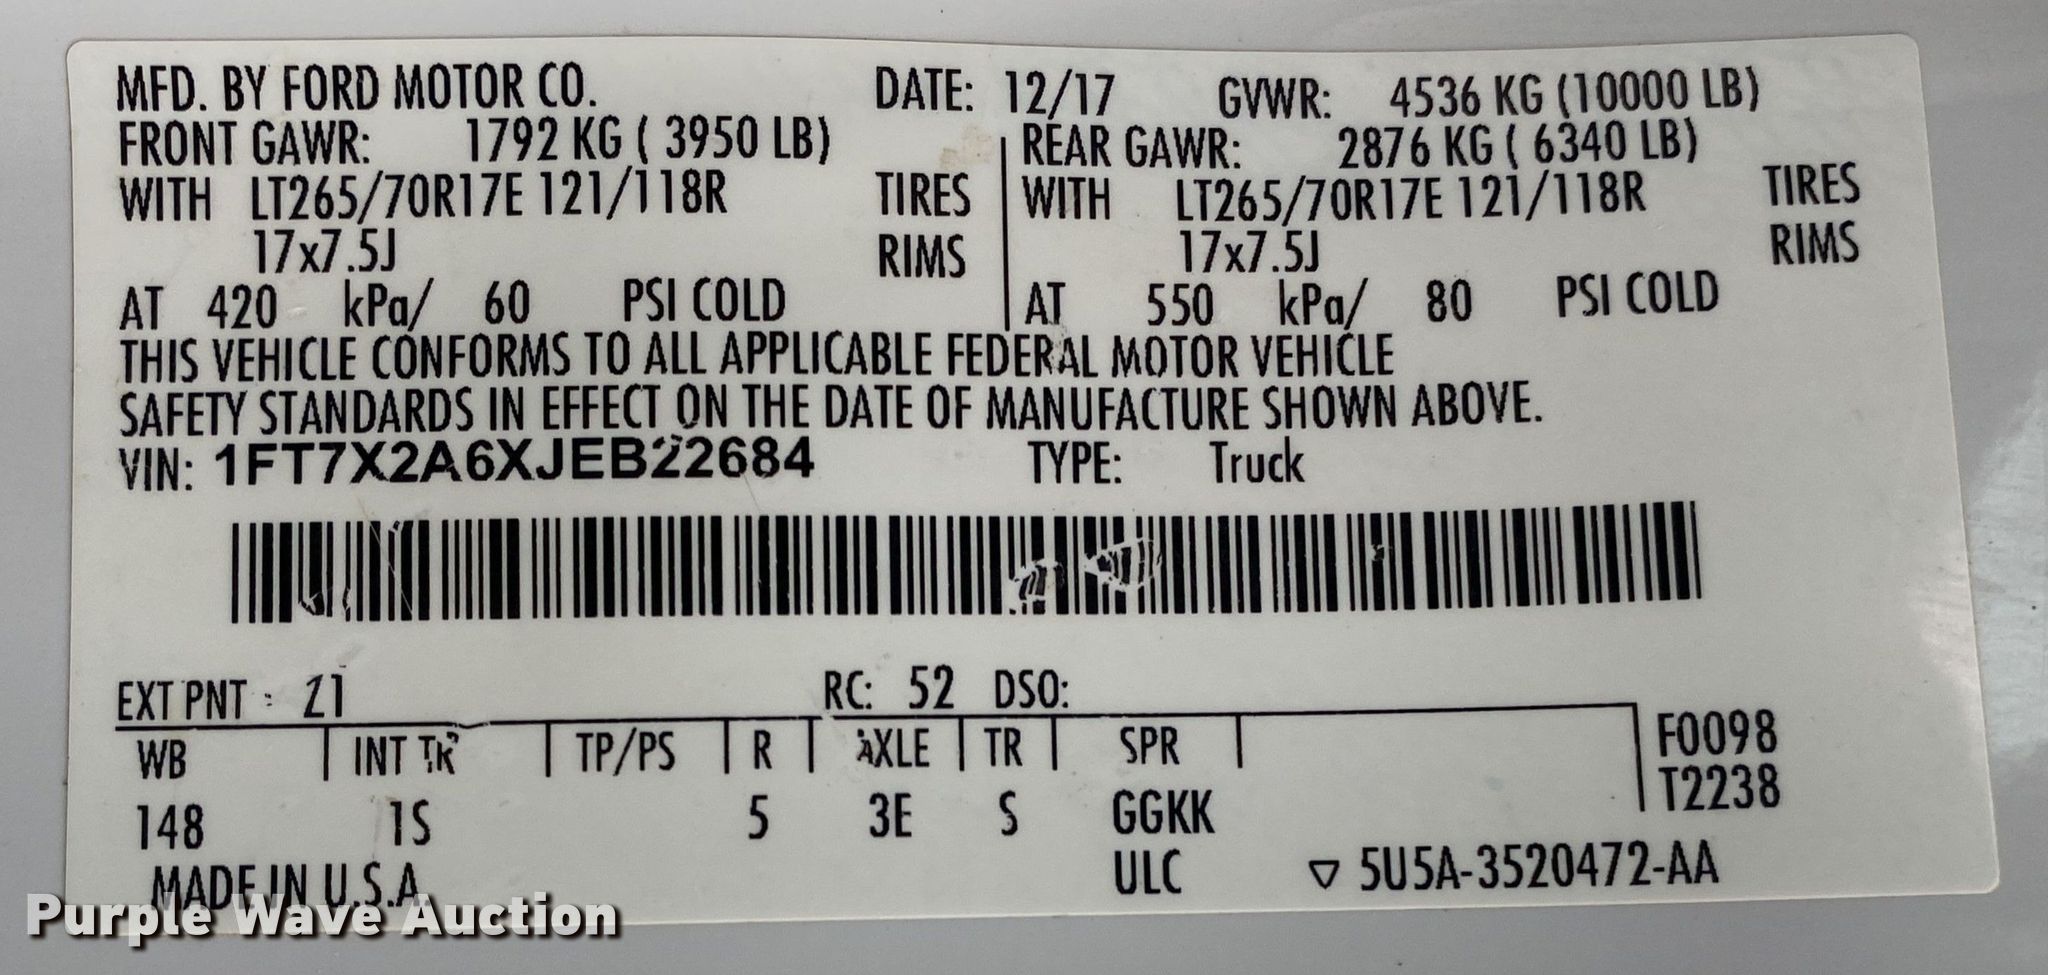 MFD. BY FORD MOTOR CO. DATE: 12/17 GVWR: 4536 KG (10000 LB)
FRONT GAWR: 1792 KG ( 3950 LB) REAR GAWR: 2876 KG ( 6340 LB)
WITH LT265/70R17E 121/118R TIRES WITH LT265/70R17E 121/118R TIRES
17x7.5J RIMS 17x7.5J RIMS
AT 420 kPa/ 60 PSI COLD AT 550 kPa/ 80 PSI COLD
THIS VEHICLE CONFORMS TO ALL APPLICABLE FEDERAL MOTOR VEHICLE
SAFETY STANDARDS IN EFFECT ON THE DATE OF MANUFACTURE SHOWN ABOVE.
VIN: 1FT7X2A6XJEB22684 TYPE: Truck
EXT PNT : Z1 RC: 52 DSO:
WB INT TR TP/PS R AXLE TR SPR F0098
T2238
148 1S 5 3E S GGKK
ULC ▽ 5U5A-3520472-AA
MADE IN U.S.A.
Purple Wave Auction